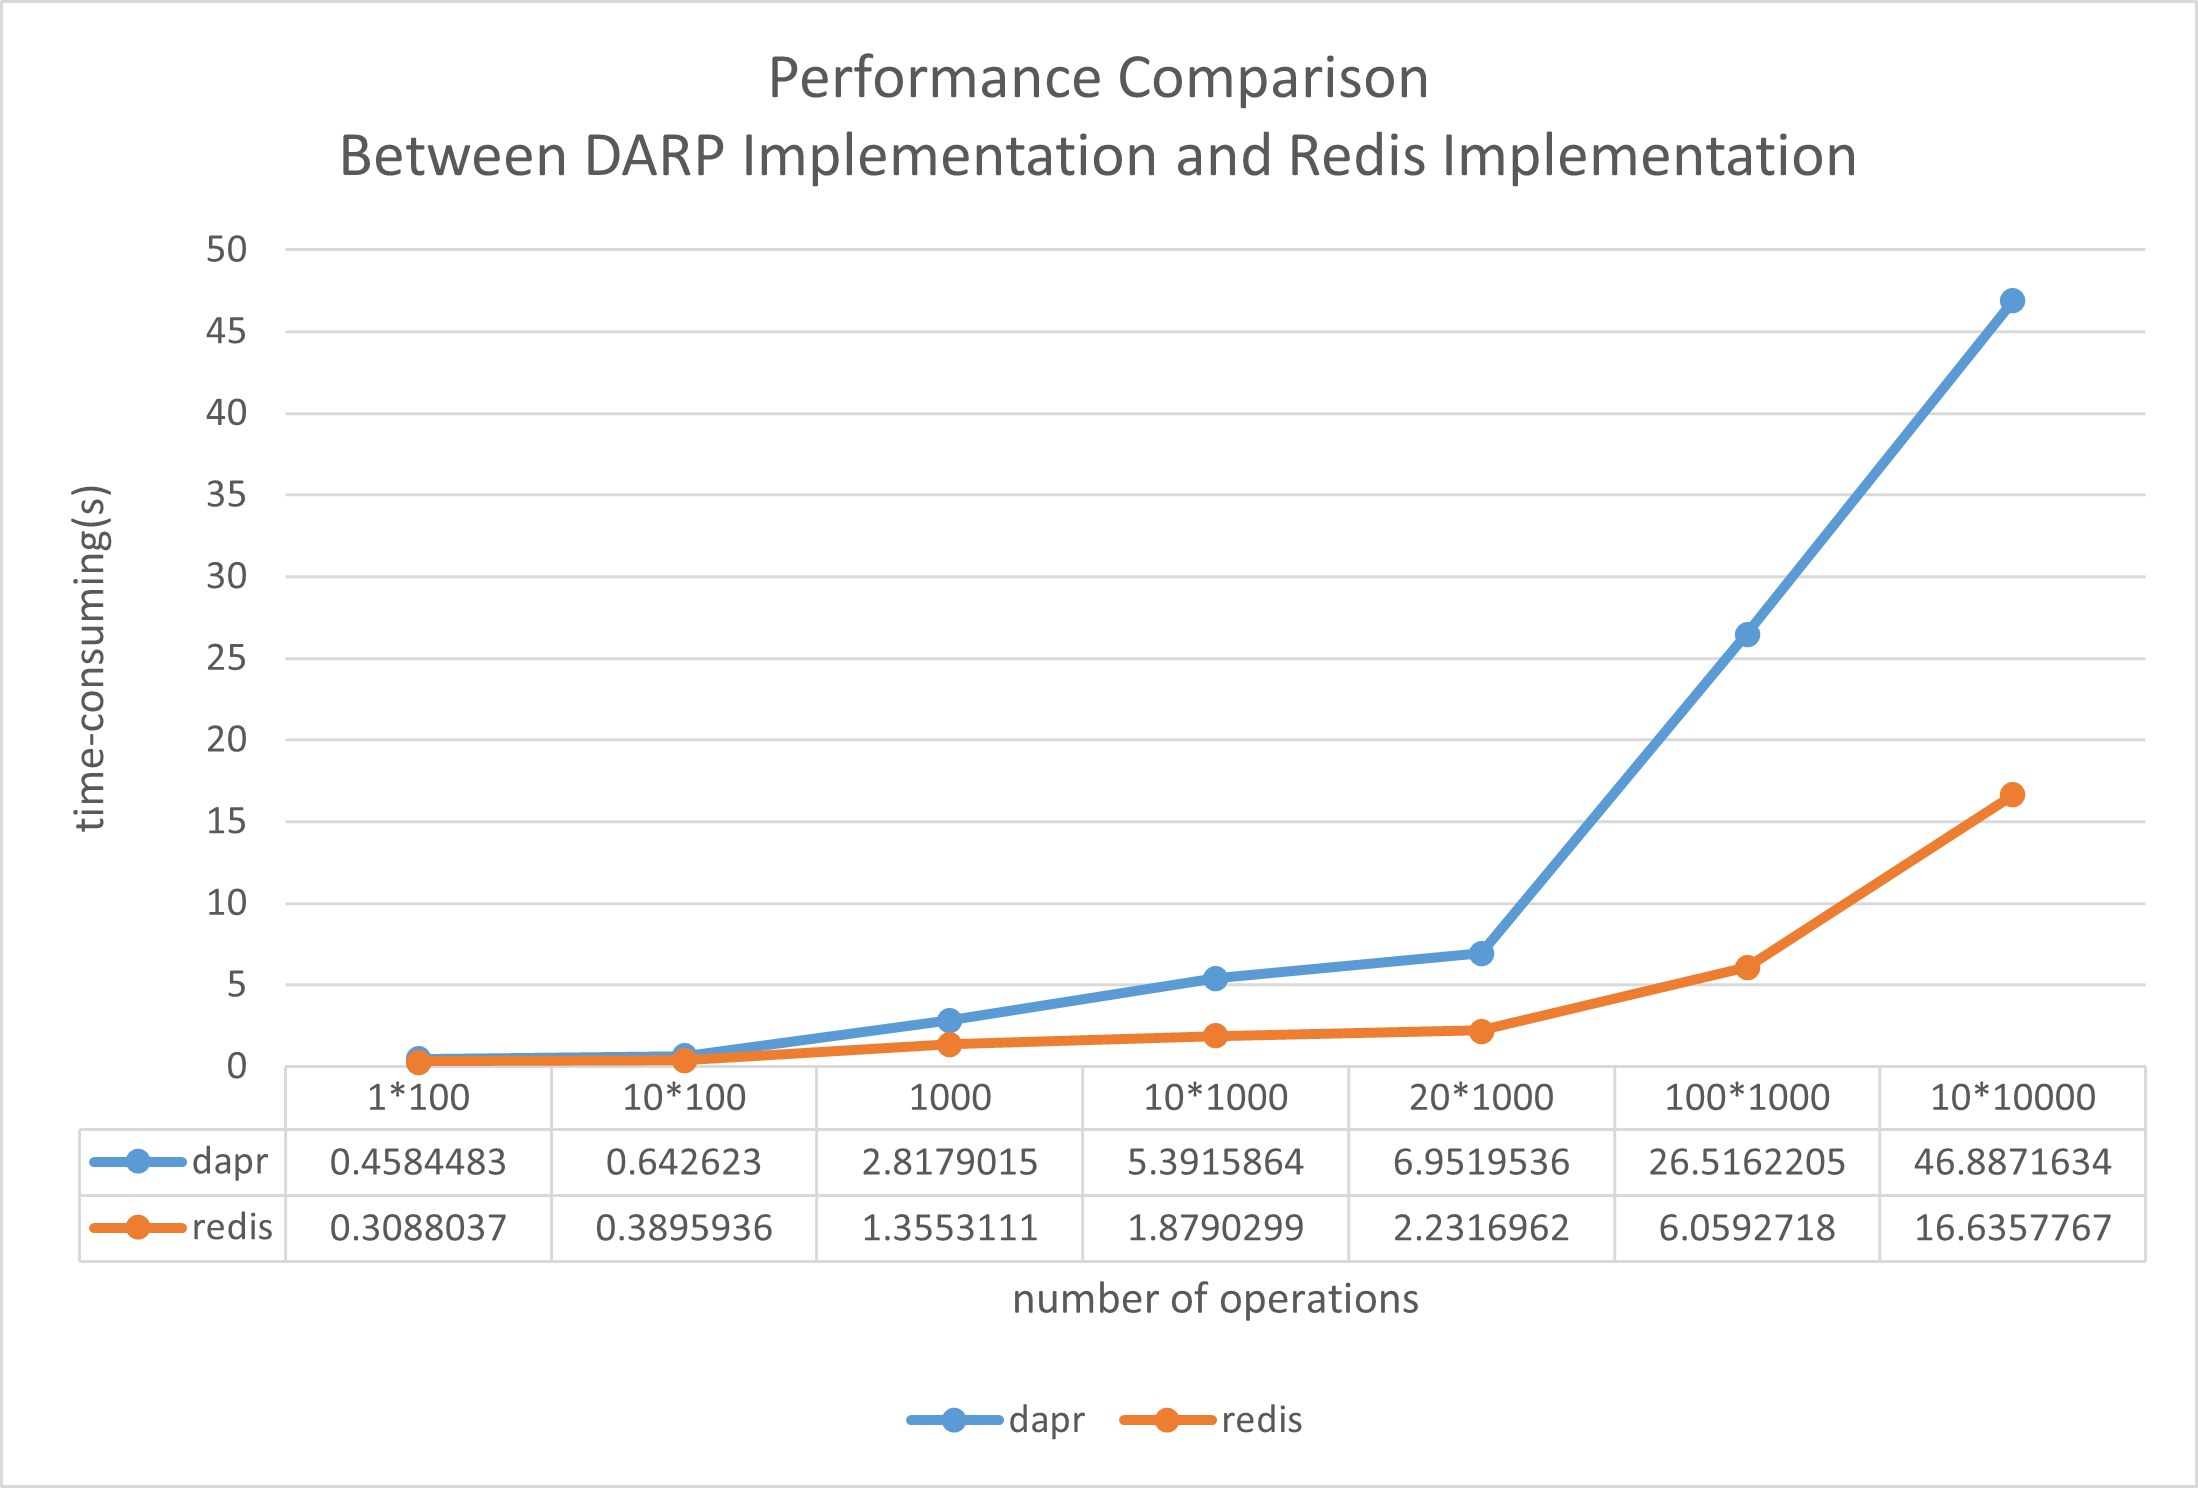 Performance Comparison
Between DARP Implementation and Redis Implementation
50
45
40
35
30
25
20
15
10
5
0
time-consuming(s)
1*100 10*100 1000 10*1000 20*1000 100*1000 10*10000
dapr 0.4584483 0.642623 2.8179015 5.3915864 6.9519536 26.5162205 46.8871634
redis 0.3088037 0.3895936 1.3553111 1.8790299 2.2316962 6.0592718 16.6357767
number of operations
dapr redis